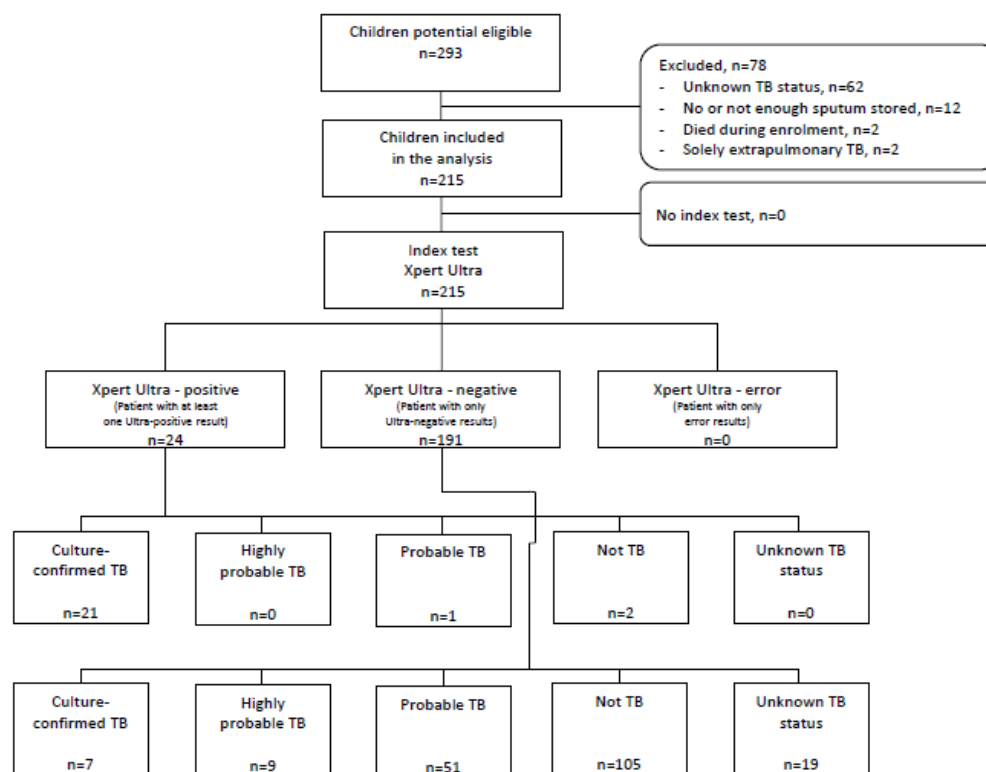 Children potential eligible
n=293
Excluded, n=78
- Unknown TB status, n=62
- No or not enough sputum stored, n=12
- Died during enrolment, n=2
- Solely extrapulmonary TB, n=2
Children included
in the analysis
n=215
No index test, n=0
Index test
Xpert Ultra
n=215
Xpert Ultra - positive
(Patient with at least
one Ultra-positive result)
n=24
Xpert Ultra - negative
(Patient with only
Ultra-negative results)
n=191
Xpert Ultra - error
(Patient with only
error results)
n=0
Culture-
confirmed TB
n=21
Highly
probable TB
n=0
Probable TB
n=1
Not TB
n=2
Unknown TB
status
n=0
Culture-
confirmed TB
n=7
Highly
probable TB
n=9
Probable TB
n=51
Not TB
n=105
Unknown TB
status
n=19